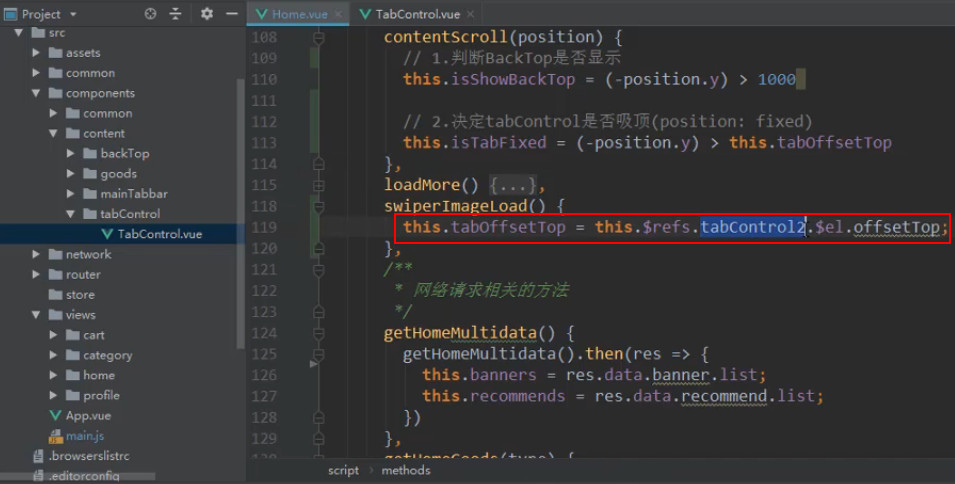 Project
Home.vue
TabControl.vue
src
assets
common
components
common
content
backTop
goods
mainTabbar
tabControl
TabControl.vue
network
router
store
views
cart
category
home
profile
App.vue
main.js
.browserslistrc
.editorconfig
108 contentScroll(position) {
109 // 1.判断BackTop是否显示
110 this.isShowBackTop = (-position.y) > 1000
111
112 // 2.决定tabControl是否吸顶(position: fixed)
113 this.isTabFixed = (-position.y) > this.tabOffsetTop
114 },
115 loadMore() {...},
118 swiperImageLoad() {
119 this.tabOffsetTop = this.$refs.tabControl2.$el.offsetTop;
120 },
121 /**
122 * 网络请求相关的方法
123 */
124 getHomeMultidata() {
125 getHomeMultidata().then(res => {
126 this.banners = res.data.banner.list;
127 this.recommends = res.data.recommend.list;
128 })
129 },
130 getHomeGoods(type) {
script › methods